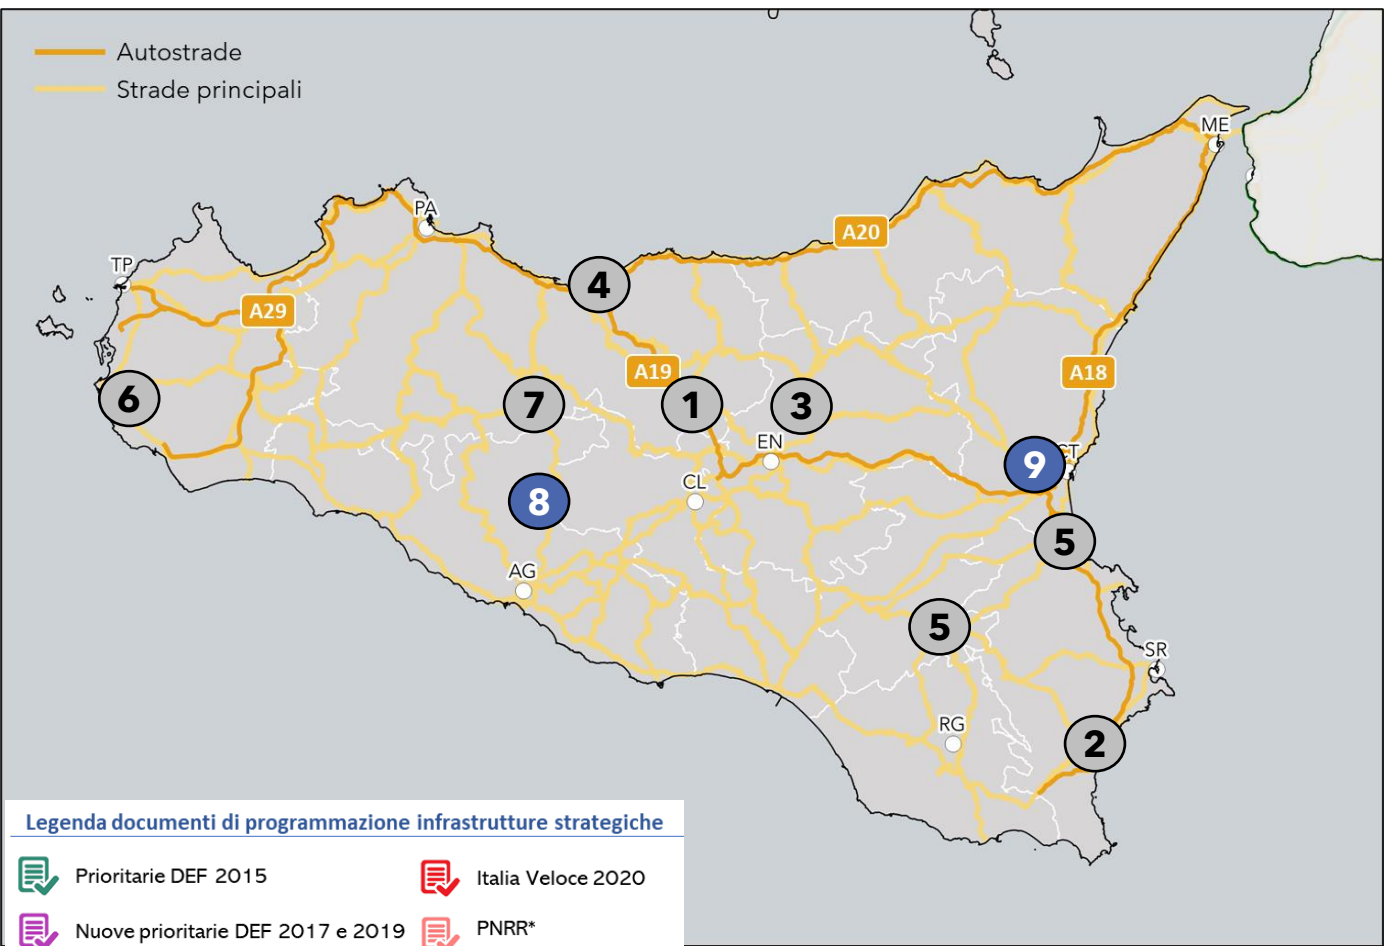 Autostrade
Strade principali
ME
PA
A20
TP
4
A29
A19
A18
6
7
1
3
EN
CT
9
CL
8
5
AG
5
SR
RG
2
Legenda documenti di programmazione infrastrutture strategiche
Prioritarie DEF 2015
Italia Veloce 2020
Nuove prioritarie DEF 2017 e 2019
PNRR*